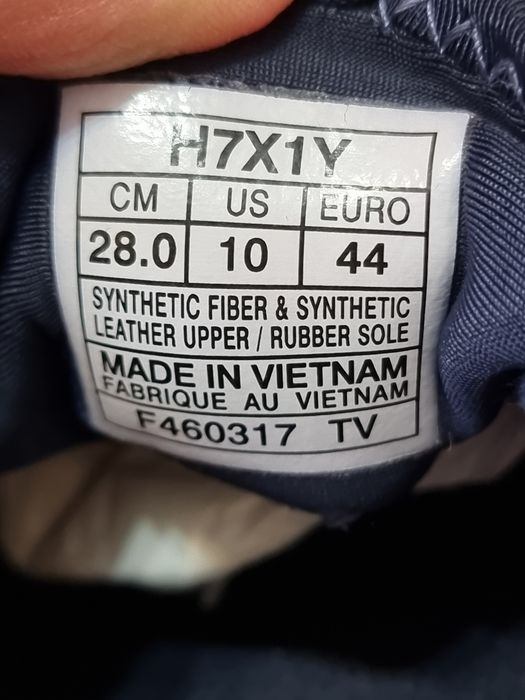 H7X1Y
CM US EURO
28.0 10 44
SYNTHETIC FIBER & SYNTHETIC
LEATHER UPPER / RUBBER SOLE
MADE IN VIETNAM
FABRIQUE AU VIETNAM
F460317 TV